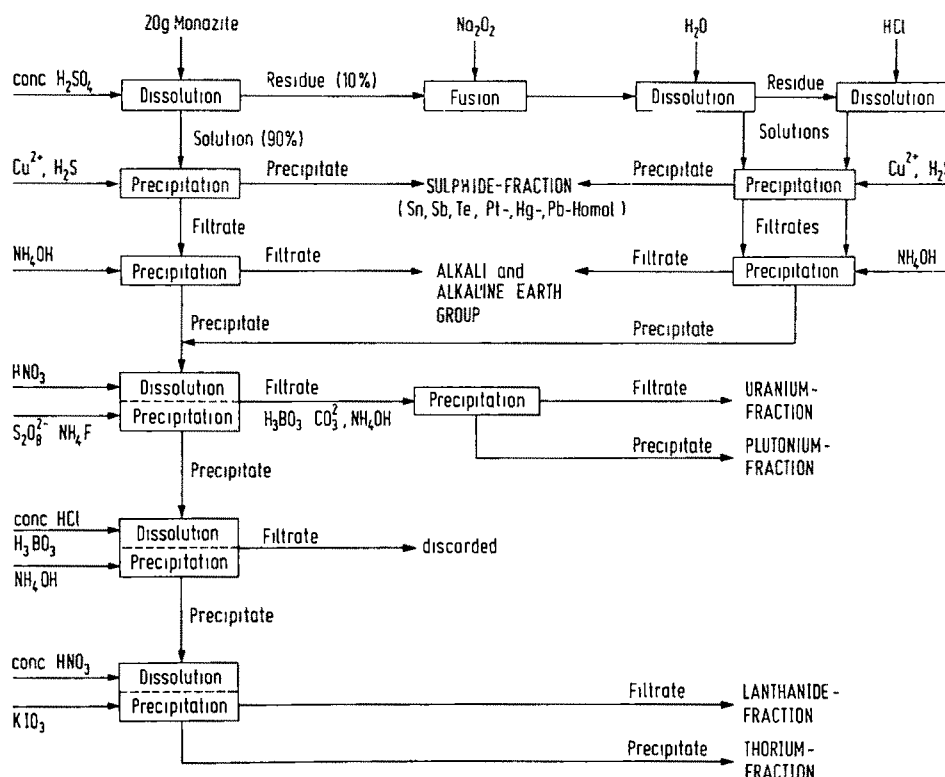 20g Monazite
Na₂O₂
H₂O
HCl
conc H₂SO₄
Dissolution
Residue (10%)
Fusion
Dissolution
Residue
Dissolution
Solution (90%)
Solutions
Cu²⁺, H₂S
Precipitation
Precipitate
SULPHIDE-FRACTION
(Sn, Sb, Te, Pt-, Hg-, Pb-Homol)
Precipitate
Precipitation
Cu²⁺, H₂S
Filtrate
Filtrates
NH₄OH
Precipitation
Filtrate
ALKALI and
ALKALINE EARTH
GROUP
Filtrate
Precipitation
NH₄OH
Precipitate
Precipitate
HNO₃
Dissolution
Precipitation
S₂O₈²⁻ NH₄F
Filtrate
H₃BO₃ CO₃², NH₄OH
Precipitation
Filtrate
URANIUM-
FRACTION
Precipitate
PLUTONIUM-
FRACTION
Precipitate
conc HCl
H₃BO₃
NH₄OH
Dissolution
Precipitation
Filtrate
discarded
Precipitate
conc HNO₃
KIO₃
Dissolution
Precipitation
Filtrate
LANTHANIDE-
FRACTION
Precipitate
THORIUM-
FRACTION